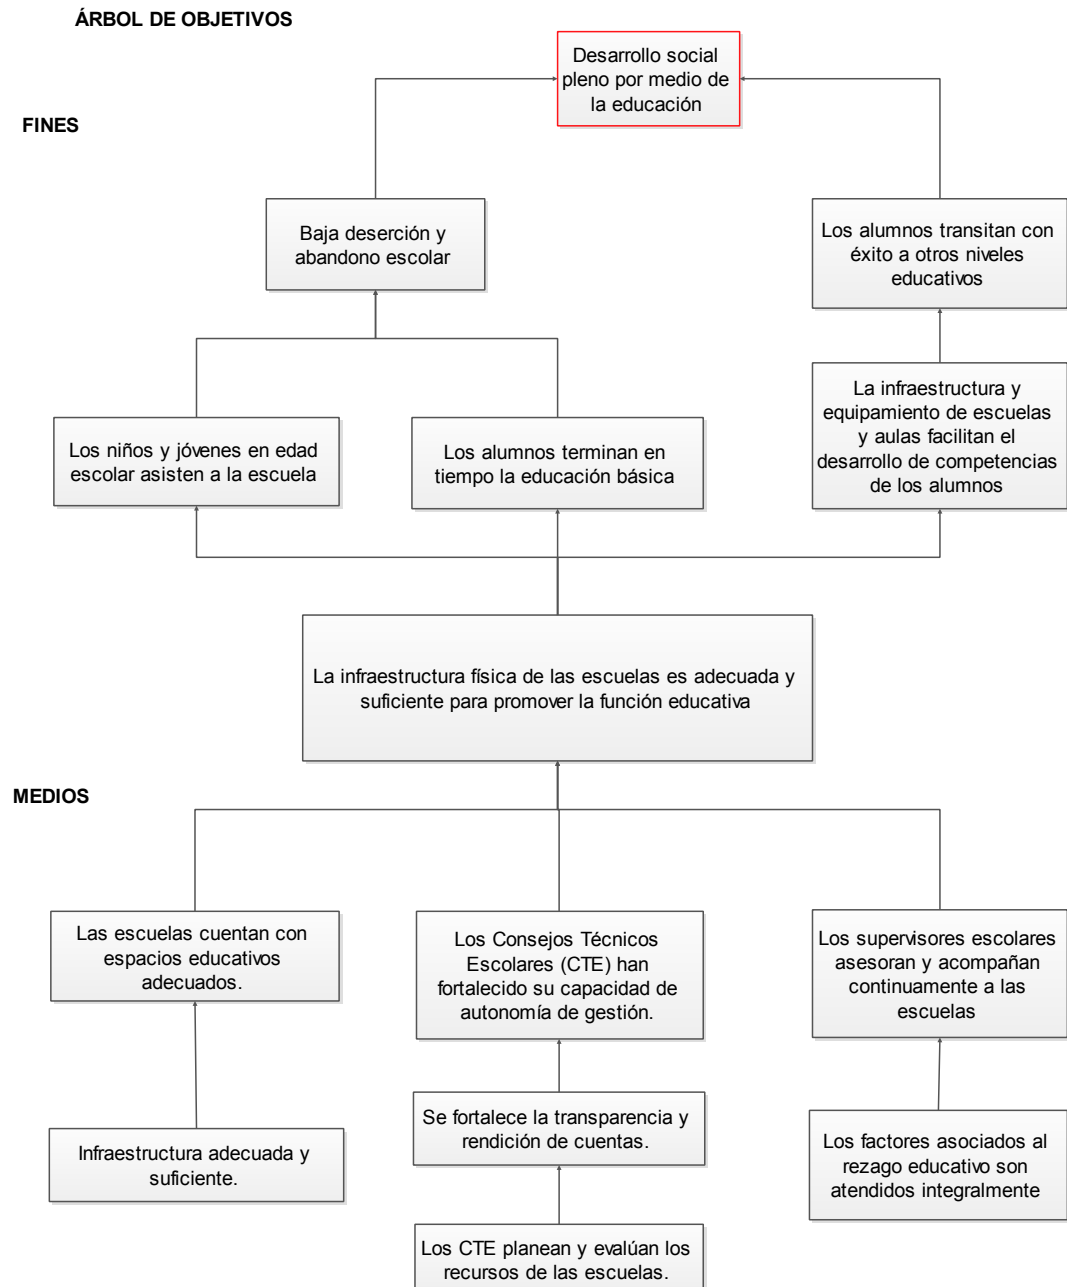 ÁRBOL DE OBJETIVOS
Desarrollo social
pleno por medio de
la educación
FINES
Baja deserción y
abandono escolar
Los alumnos transitan con
éxito a otros niveles
educativos
Los niños y jóvenes en edad
escolar asisten a la escuela
Los alumnos terminan en
tiempo la educación básica
La infraestructura y
equipamiento de escuelas
y aulas facilitan el
desarrollo de competencias
de los alumnos
La infraestructura física de las escuelas es adecuada y
suficiente para promover la función educativa
MEDIOS
Las escuelas cuentan con
espacios educativos
adecuados.
Los Consejos Técnicos
Escolares (CTE) han
fortalecido su capacidad de
autonomía de gestión.
Los supervisores escolares
asesoran y acompañan
continuamente a las
escuelas
Infraestructura adecuada y
suficiente.
Se fortalece la transparencia y
rendición de cuentas.
Los factores asociados al
rezago educativo son
atendidos integralmente
Los CTE planean y evalúan los
recursos de las escuelas.